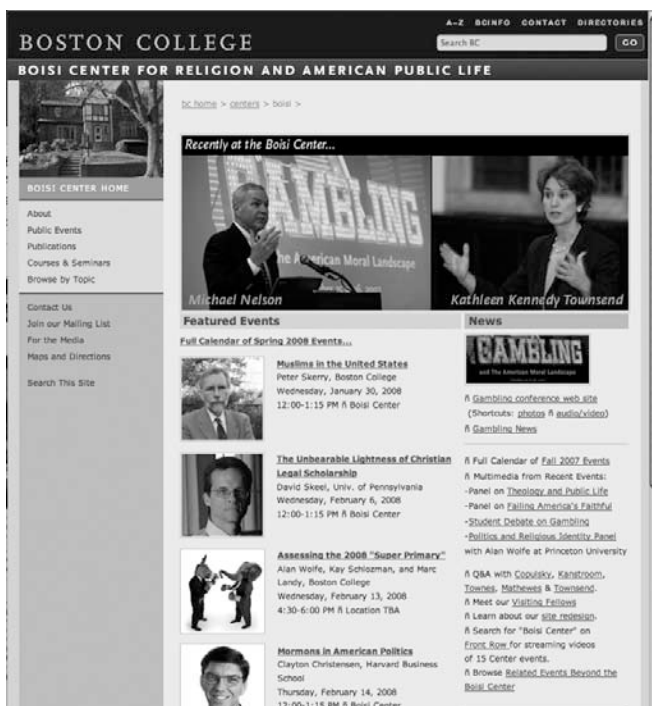 A–Z BCINFO CONTACT DIRECTORIES
BOSTON COLLEGE
Search BC
GO
BOISI CENTER FOR RELIGION AND AMERICAN PUBLIC LIFE
bc home > centers > boisi >
BOISI CENTER HOME
About
Public Events
Publications
Courses & Seminars
Browse by Topic
Contact Us
Join our Mailing List
For the Media
Maps and Directions
Search This Site
Recently at the Boisi Center...
GAMBLING
The American Moral Landscape
Michael Nelson
Kathleen Kennedy Townsend
Featured Events
Full Calendar of Spring 2008 Events...
Muslims in the United States
Peter Skerry, Boston College
Wednesday, January 30, 2008
12:00-1:15 PM ñ Boisi Center
The Unbearable Lightness of Christian
Legal Scholarship
David Skeel, Univ. of Pennsylvania
Wednesday, February 6, 2008
12:00-1:15 PM ñ Boisi Center
Assessing the 2008 "Super Primary"
Alan Wolfe, Kay Schlozman, and Marc
Landy, Boston College
Wednesday, February 13, 2008
4:30-6:00 PM ñ Location TBA
Mormons in American Politics
Clayton Christensen, Harvard Business
School
Thursday, February 14, 2008
12:00-1:15 PM ñ Boisi Center
News
GAMBLING
and The American Moral Landscape
ñ Gambling conference web site
(Shortcuts: photos ñ audio/video)
ñ Gambling News
ñ Full Calendar of Fall 2007 Events
ñ Multimedia from Recent Events:
-Panel on Theology and Public Life
-Panel on Failing America's Faithful
-Student Debate on Gambling
-Politics and Religious Identity Panel
with Alan Wolfe at Princeton University
ñ Q&A with Copulsky, Kanstroom,
Townes, Mathewes & Townsend.
ñ Meet our Visiting Fellows
ñ Learn about our site redesign.
ñ Search for "Boisi Center" on
Front Row for streaming videos
of 15 Center events.
ñ Browse Related Events Beyond the
Boisi Center